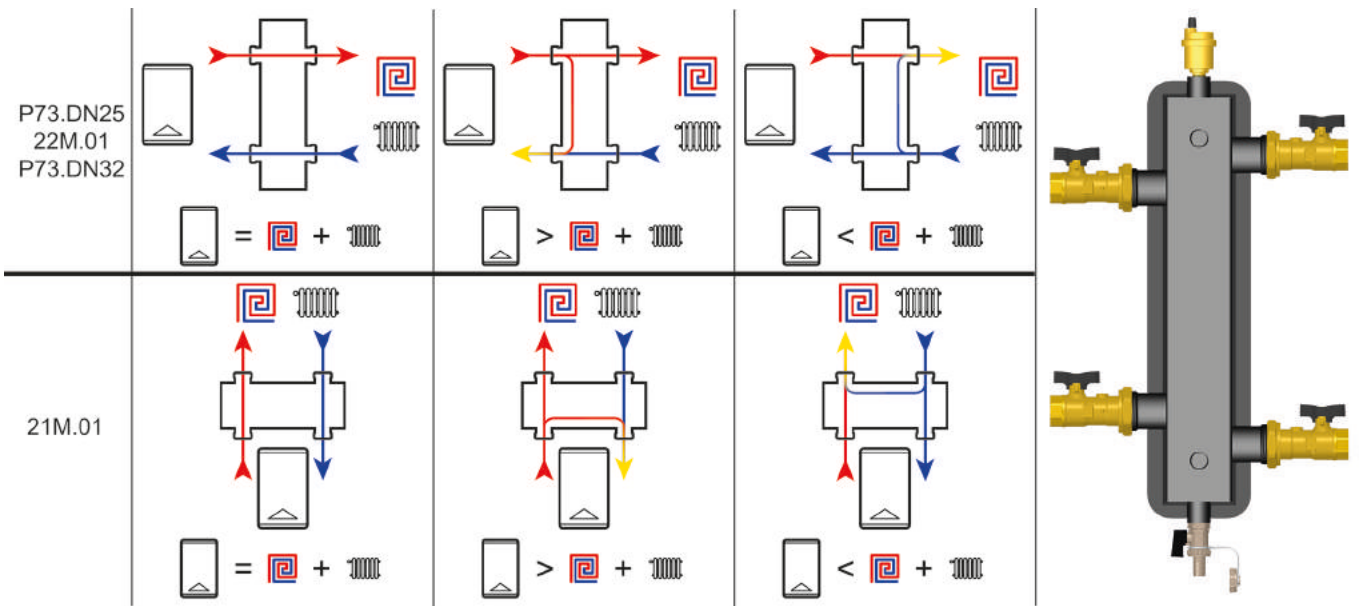 P73.DN25
22M.01
P73.DN32
= +
> +
< +
21M.01
= +
> +
< +